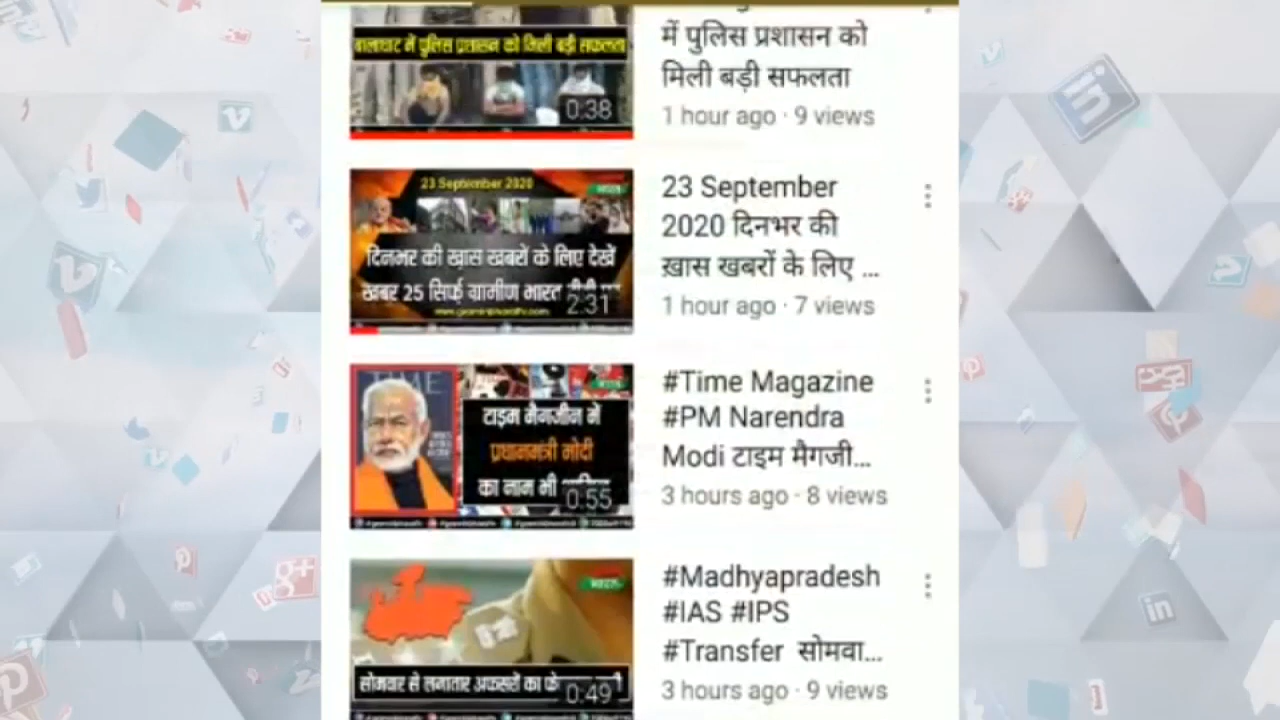 बालाघाट में पुलिस प्रशासन को मिली बड़ी सफलता
0:38
में पुलिस प्रशासन को
मिली बड़ी सफलता
1 hour ago · 9 views
23 September 2020
दिनभर की ख़ास खबरों के लिए देखें
खबर 25 सिर्फ़ ग्रामीण भारत
2:31
23 September
2020 दिनभर की
ख़ास खबरों के लिए ...
1 hour ago · 7 views
TIME
टाइम मैगजीन में
प्रधानमंत्री मोदी
का नाम भी
0:55
#Time Magazine
#PM Narendra
Modi टाइम मैगजी...
3 hours ago · 8 views
सोमवार से लगातार अफसरों का
0:49
#Madhyapradesh
#IAS #IPS
#Transfer सोमवा...
3 hours ago · 9 views